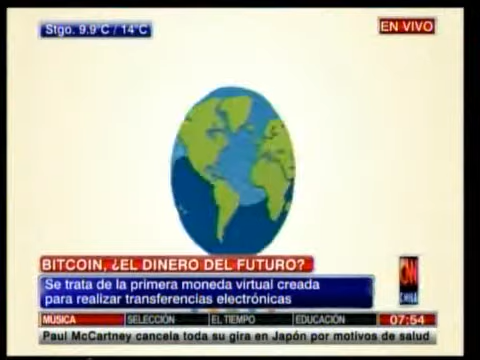 Stgo. 9.9°C / 14°C
EN VIVO
BITCOIN, ¿EL DINERO DEL FUTURO?
Se trata de la primera moneda virtual creada
para realizar transferencias electrónicas
CNN
CHILE
MÚSICA SELECCIÓN EL TIEMPO EDUCACIÓN 07:54
Paul McCartney cancela toda su gira en Japón por motivos de salud